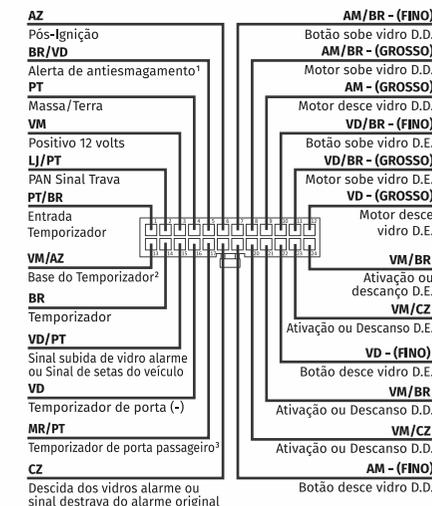 AZ
Pós-Ignição
BR/VD
Alerta de antiesmagamento¹
PT
Massa/Terra
VM
Positivo 12 volts
LJ/PT
PAN Sinal Trava
PT/BR
Entrada
Temporizador
VM/AZ
Base do Temporizador²
BR
Temporizador
VD/PT
Sinal subida de vidro alarme
ou Sinal de setas do veículo
VD
Temporizador de porta (-)
MR/PT
Temporizador de porta passageiro³
CZ
Descida dos vidros alarme ou
sinal destrava do alarme original
AM/BR - (FINO)
Botão sobe vidro D.D.
AM/BR - (GROSSO)
Motor sobe vidro D.D.
AM - (GROSSO)
Motor desce vidro D.D.
VD/BR - (FINO)
Botão sobe vidro D.E.
VD/BR - (GROSSO)
Motor sobe vidro D.E.
VD - (GROSSO)
Motor desce
vidro D.E.
VM/BR
Ativação ou
descanço D.E.
VM/CZ
Ativação ou Descanso D.E.
VD - (FINO)
Botão desce vidro D.E.
VM/BR
Ativação ou Descanso D.D.
VM/CZ
Ativação ou Descanso D.D.
AM - (FINO)
Botão desce vidro D.D.